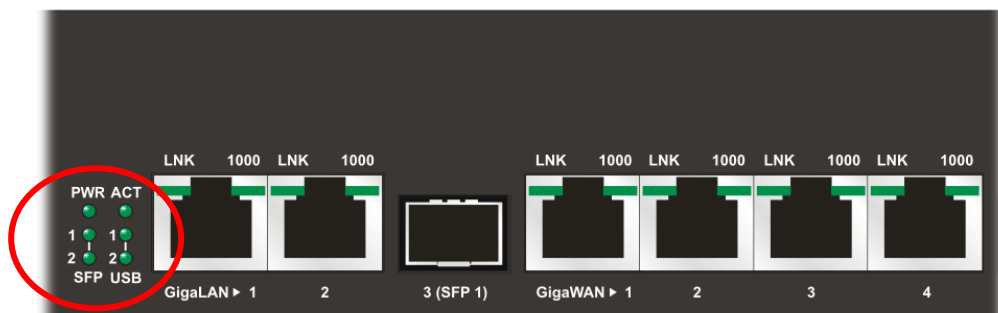 LNK 1000 LNK 1000 LNK 1000 LNK 1000 LNK 1000 LNK 1000
PWR ACT
1 1
2 2
SFP USB
GigaLAN ▶ 1 2 3 (SFP 1) GigaWAN ▶ 1 2 3 4